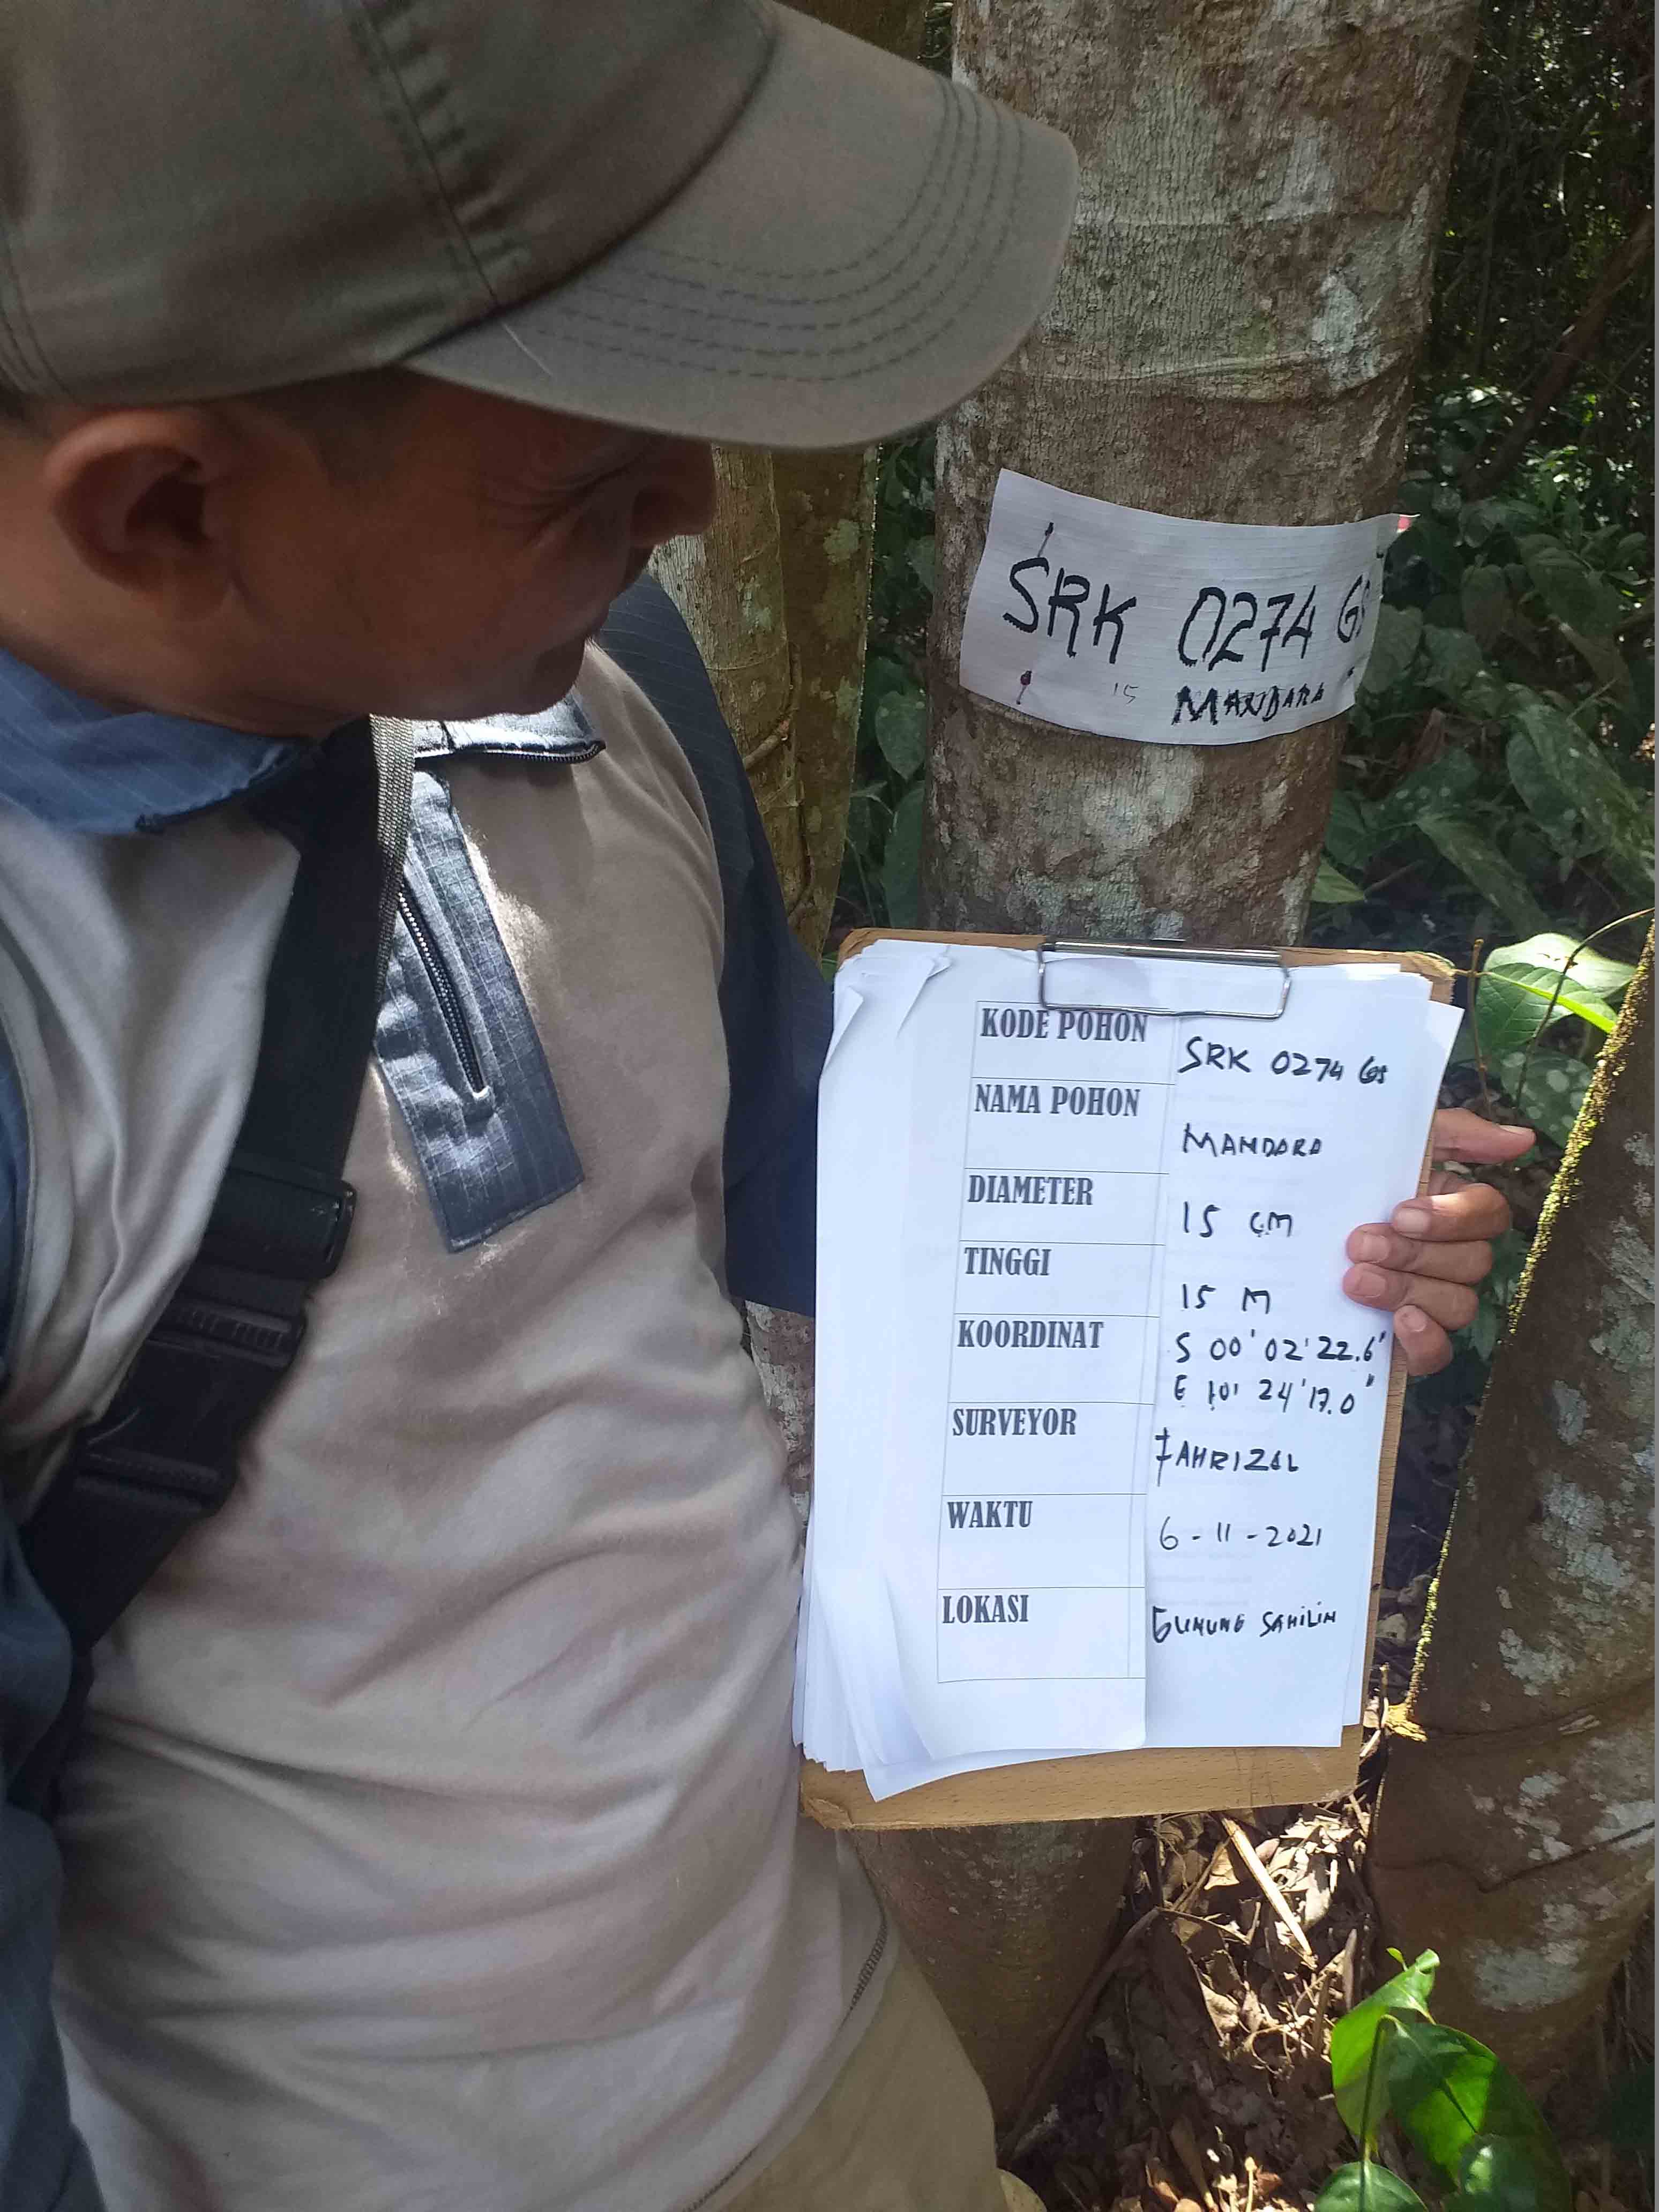 SRK 0274 GS
15 MANDARA
KODE POHON SRK 0274 GS
NAMA POHON MANDARA
DIAMETER 15 CM
TINGGI 15 M
KOORDINAT S 00' 02' 22.6"
E 101 24' 17.0"
SURVEYOR FAHRIZAL
WAKTU 6-11-2021
LOKASI GUNUNG SAHILIN